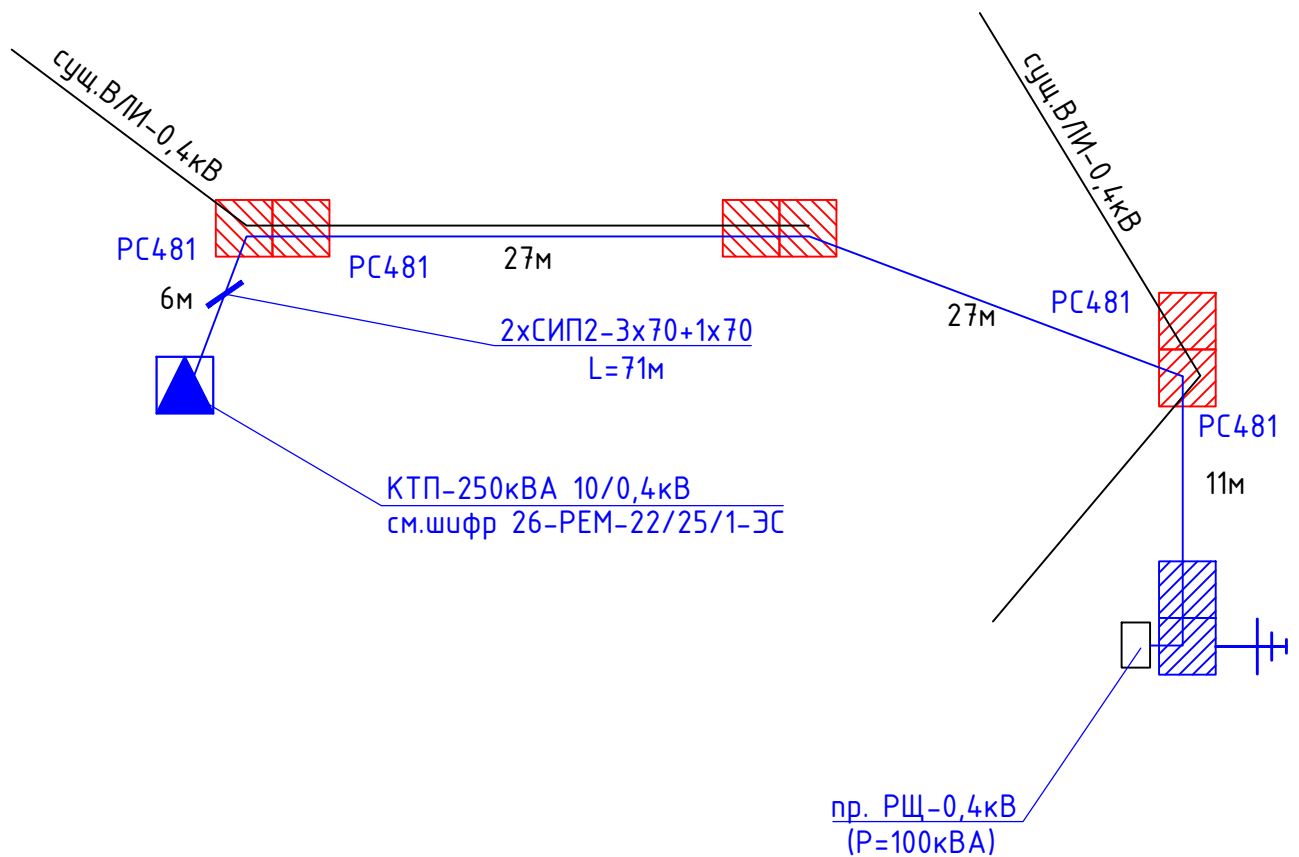 сущ.ВЛИ-0,4кВ
сущ.ВЛИ-0,4кВ
РС481
РС481
27м
6м
РС481
27м
2хСИП2-3х70+1х70
L=71м
РС481
11м
КТП-250кВА 10/0,4кВ
см.шифр 26-РЕМ-22/25/1-ЭС
пр. РЩ-0,4кВ
(Р=100кВА)